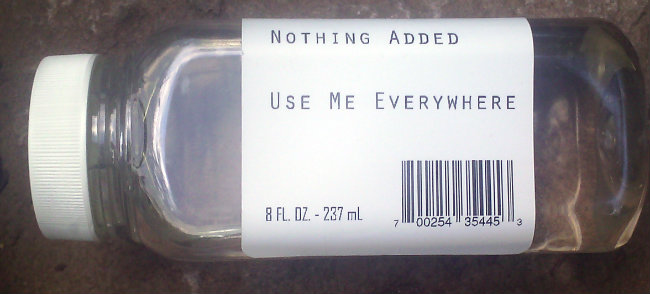 Nothing Added
Use Me Everywhere
8 FL. OZ. - 237 mL
7 00254 35445 3